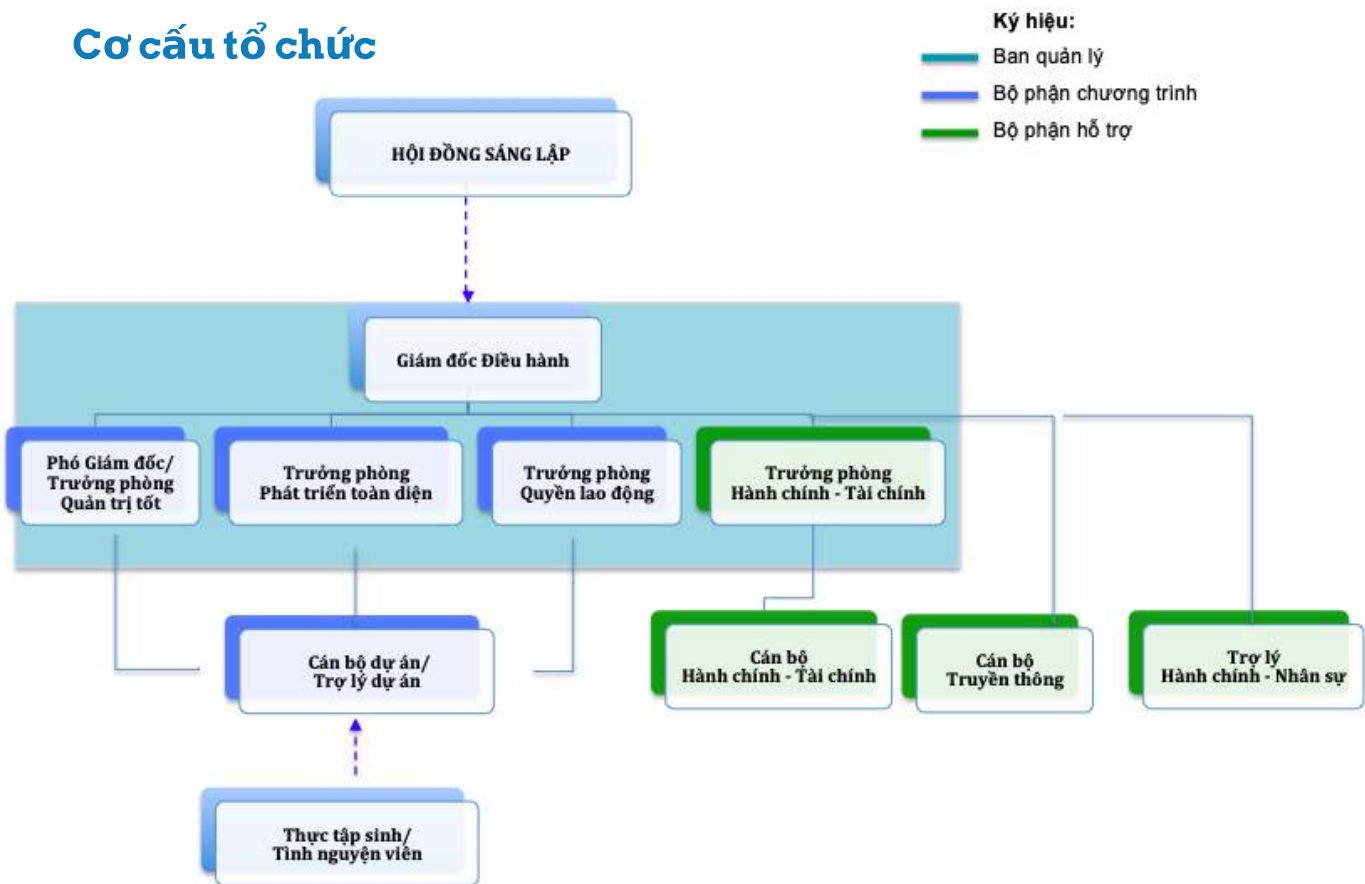 Cơ cấu tổ chức
Ký hiệu:
Ban quản lý
Bộ phận chương trình
Bộ phận hỗ trợ
HỘI ĐỒNG SÁNG LẬP
Giám đốc Điều hành
Phó Giám đốc/
Trưởng phòng
Quản trị tốt
Trưởng phòng
Phát triển toàn diện
Trưởng phòng
Quyền lao động
Trưởng phòng
Hành chính - Tài chính
Cán bộ dự án/
Trợ lý dự án
Cán bộ
Hành chính - Tài chính
Cán bộ
Truyền thông
Trợ lý
Hành chính - Nhân sự
Thực tập sinh/
Tình nguyện viên